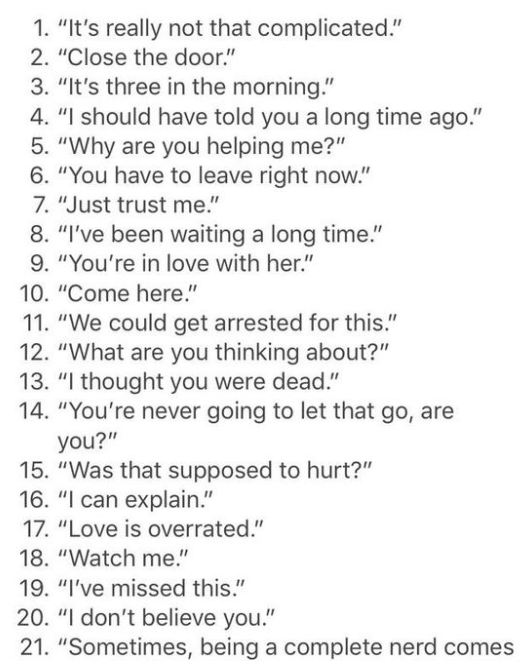 1. “It’s really not that complicated.”
2. “Close the door.”
3. “It’s three in the morning.”
4. “I should have told you a long time ago.”
5. “Why are you helping me?”
6. “You have to leave right now.”
7. “Just trust me.”
8. “I’ve been waiting a long time.”
9. “You’re in love with her.”
10. “Come here.”
11. “We could get arrested for this.”
12. “What are you thinking about?”
13. “I thought you were dead.”
14. “You’re never going to let that go, are
you?”
15. “Was that supposed to hurt?”
16. “I can explain.”
17. “Love is overrated.”
18. “Watch me.”
19. “I’ve missed this.”
20. “I don’t believe you.”
21. “Sometimes, being a complete nerd comes